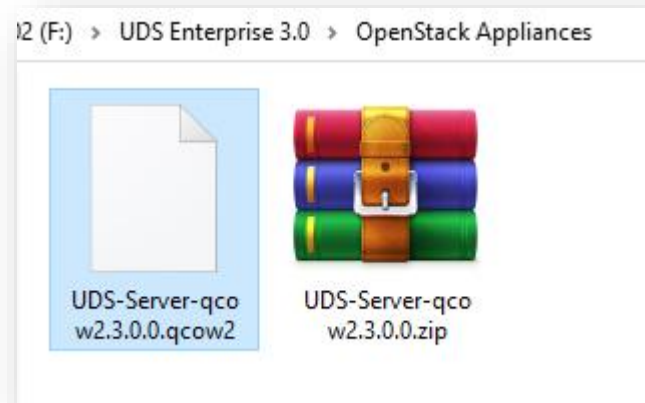 02 (F:) > UDS Enterprise 3.0 > OpenStack Appliances
UDS-Server-qco
w2.3.0.0.qcow2
UDS-Server-qco
w2.3.0.0.zip